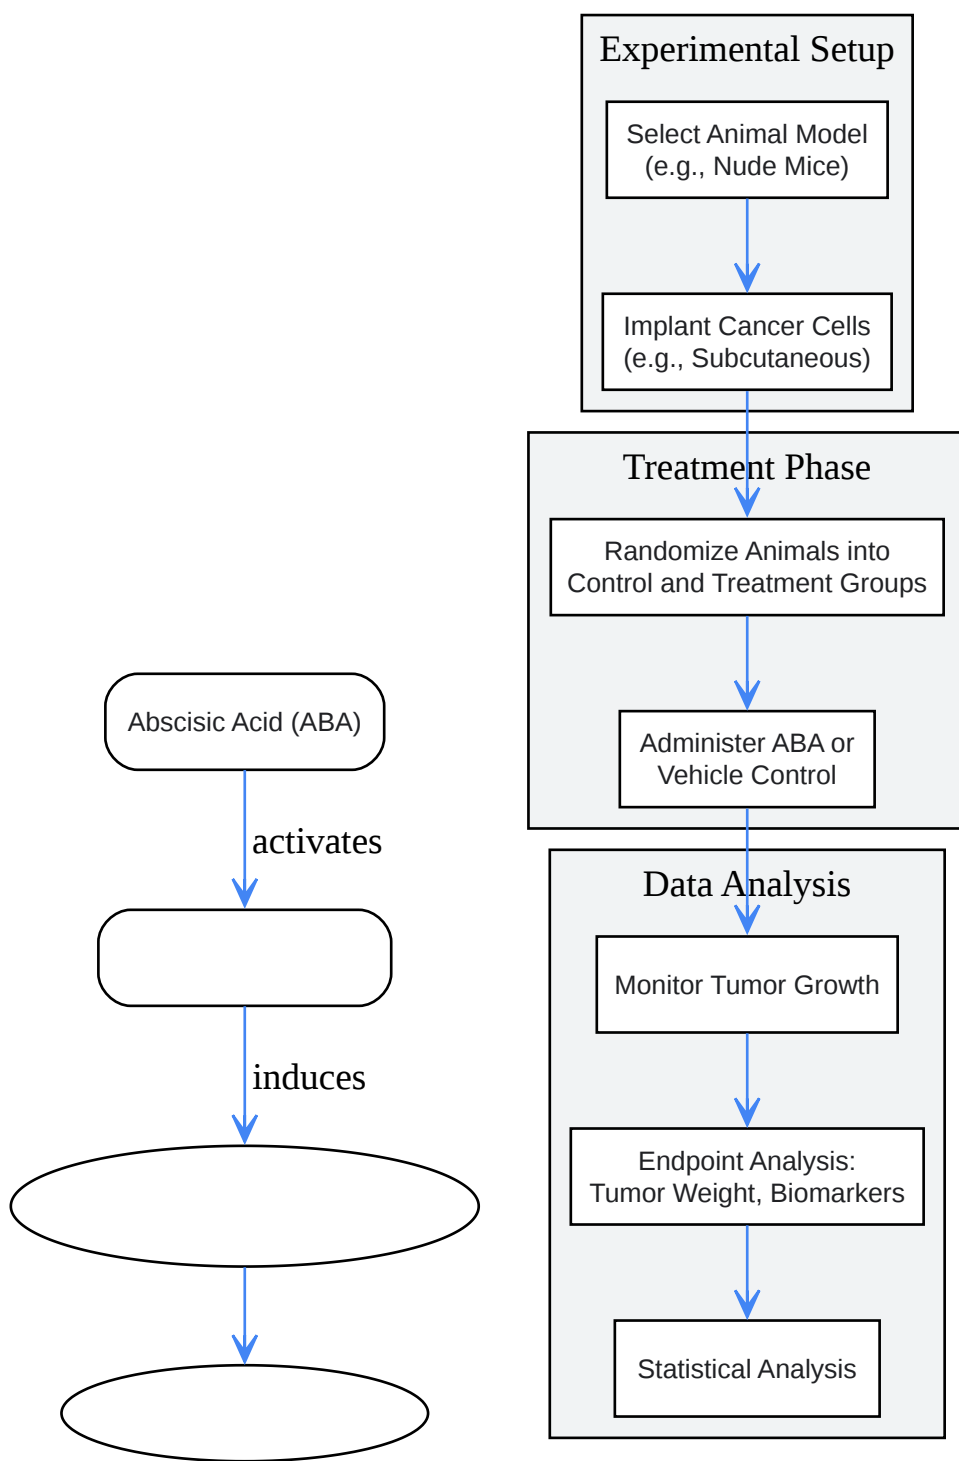 Experimental Setup
Select Animal Model
(e.g., Nude Mice)
Implant Cancer Cells
(e.g., Subcutaneous)
Treatment Phase
Randomize Animals into
Control and Treatment Groups
Administer ABA or
Vehicle Control
Data Analysis
Monitor Tumor Growth
Endpoint Analysis:
Tumor Weight, Biomarkers
Statistical Analysis
Abscisic Acid (ABA)
activates
induces